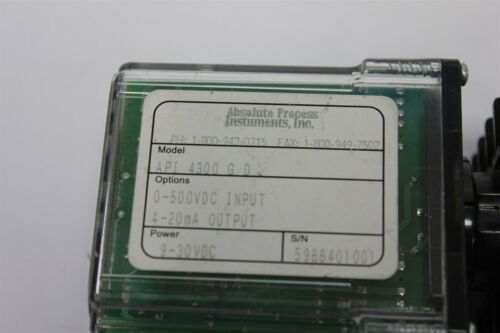 Absolute Process
Instruments, Inc.
PH: 1-800-942-0315 FAX: 1-800-949-7502
Model
API 4300 G D
Options
0-500VDC INPUT
4-20mA OUTPUT
Power
9-30VDC
S/N
5988401001